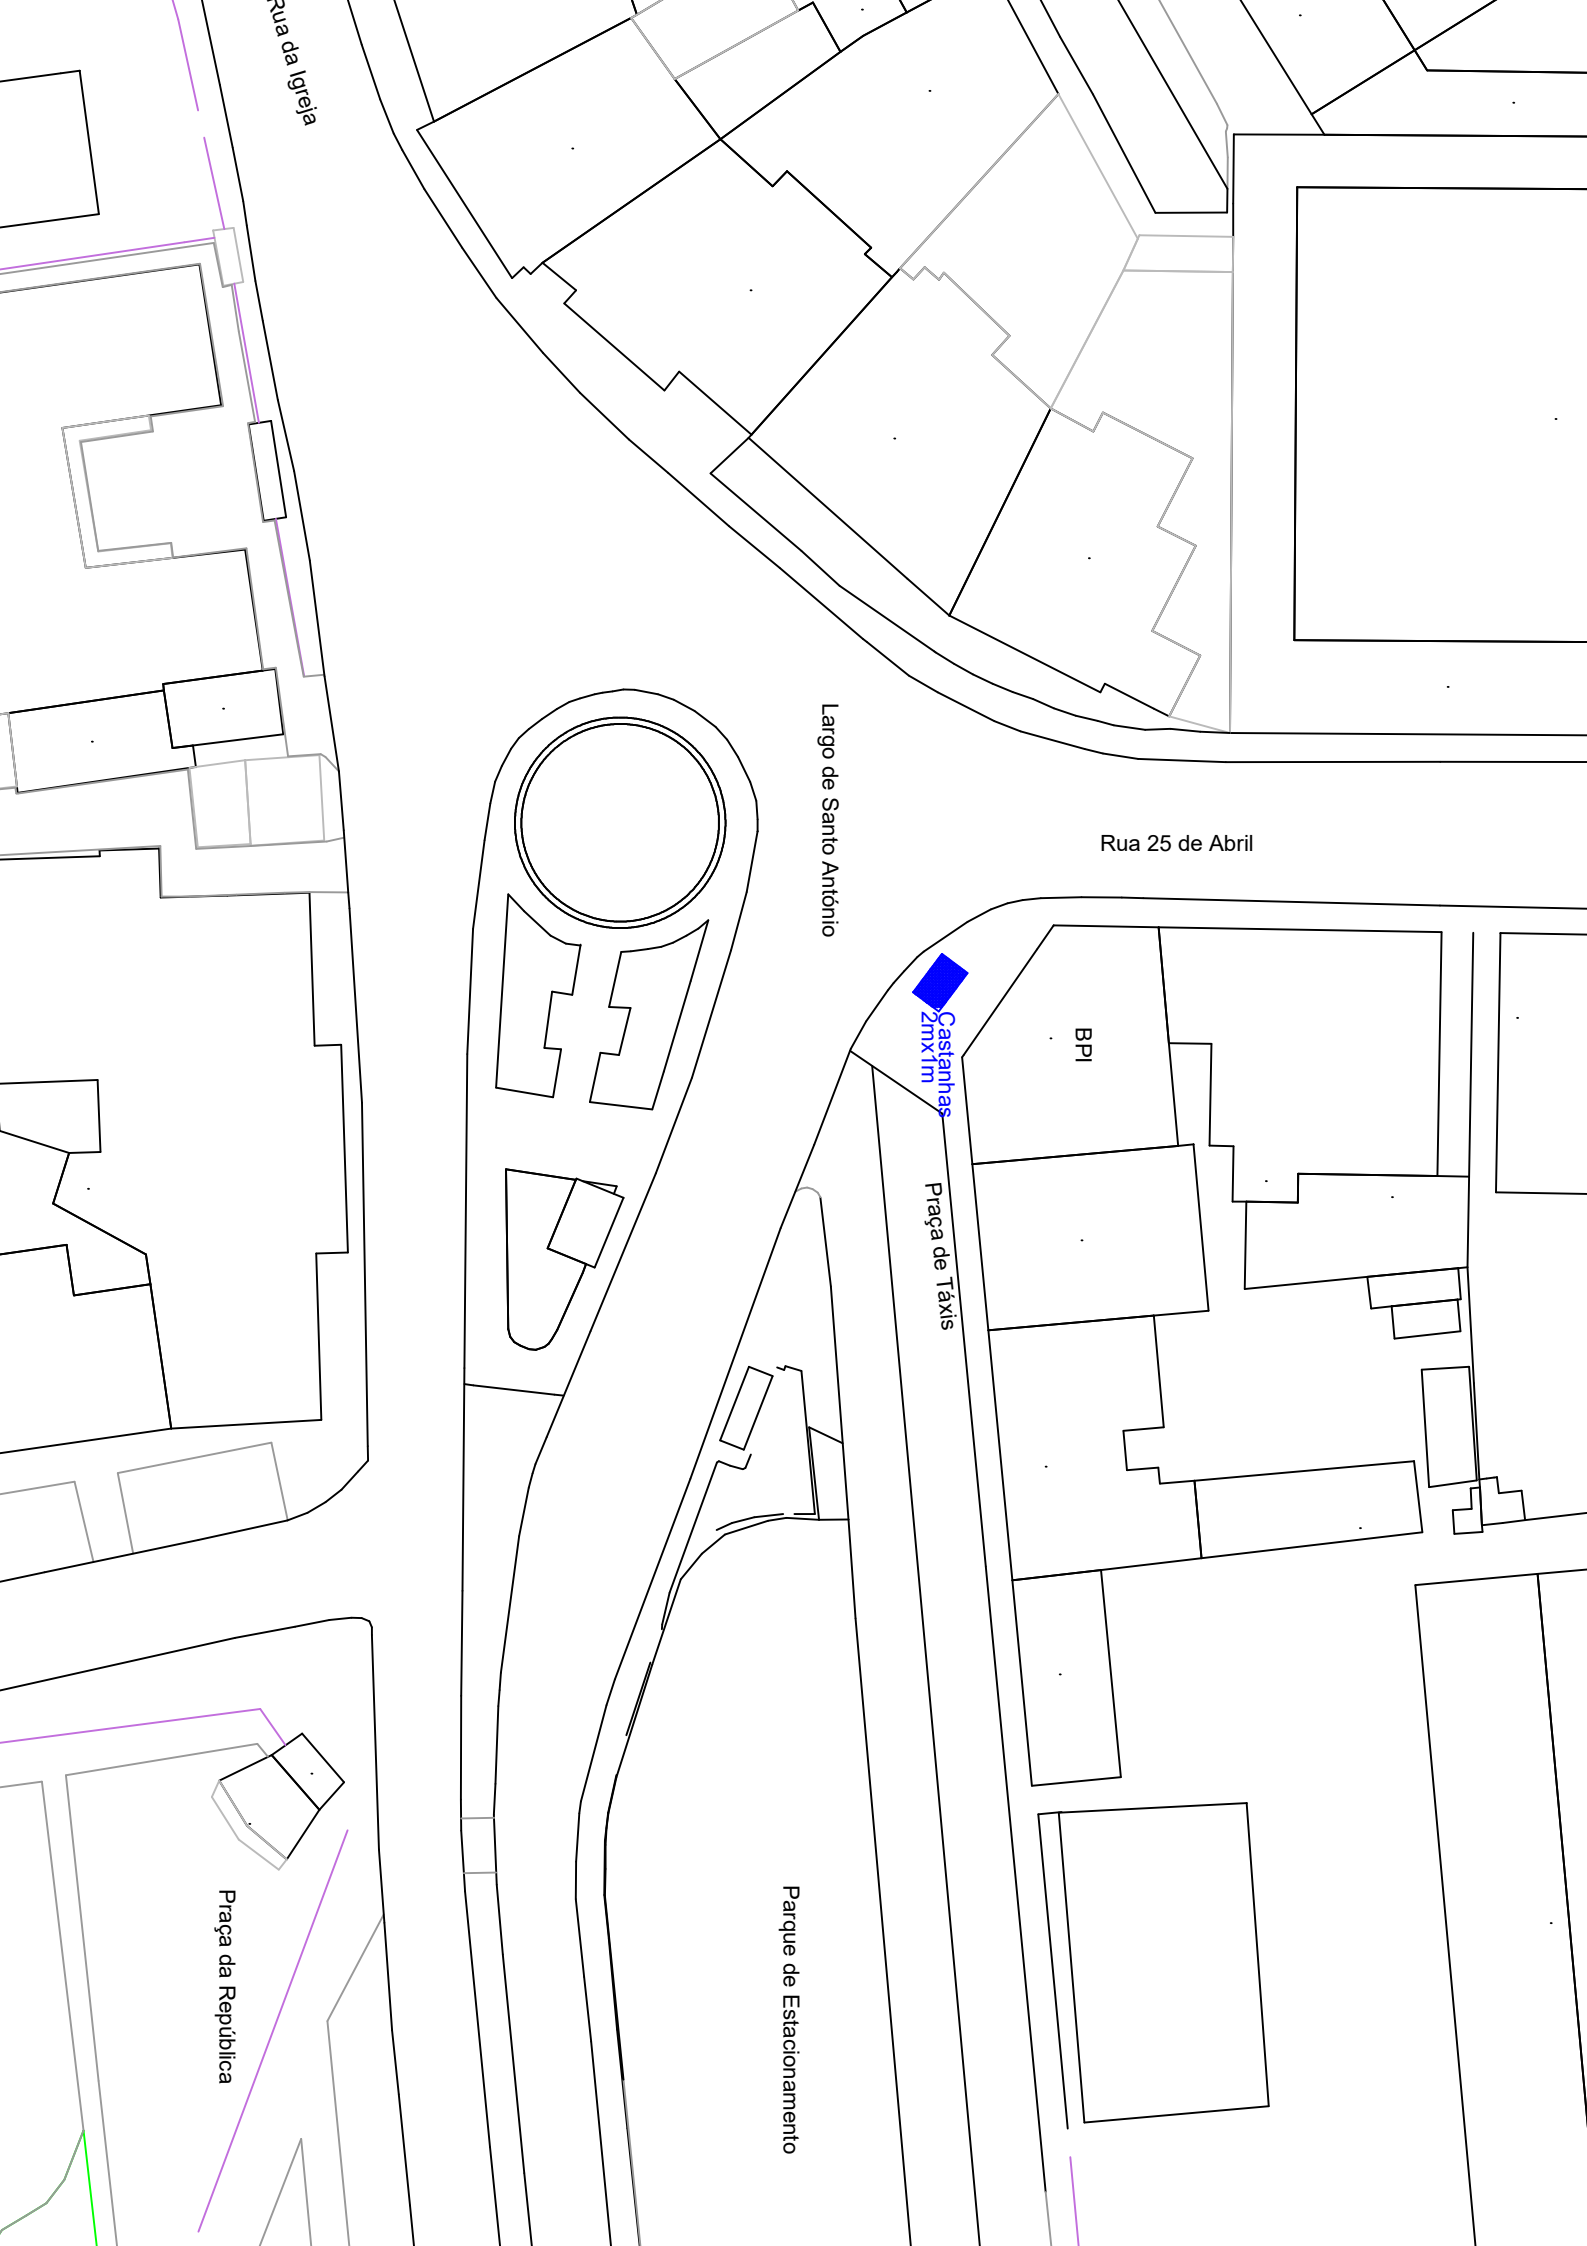 Rua da Igreja
Largo de Santo António
Rua 25 de Abril
Castanhas
2mx1m
BPI
Praça de Táxis
Praça da República
Parque de Estacionamento